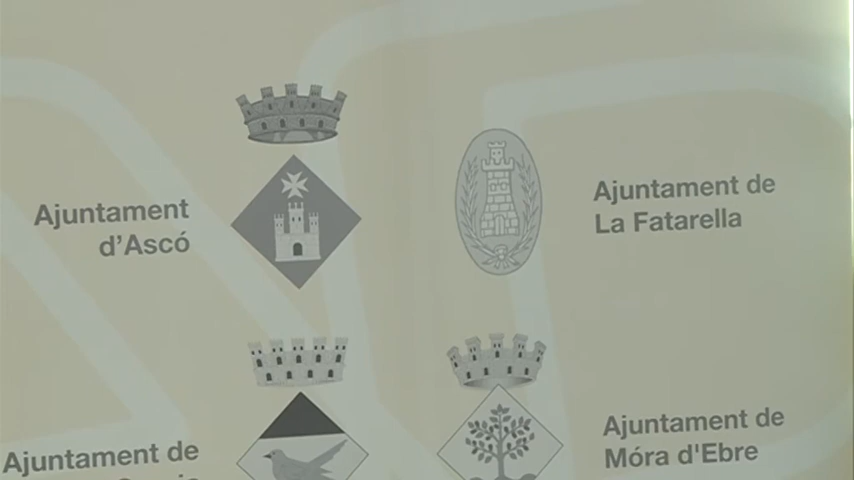 Ajuntament
d'Ascó
Ajuntament de
La Fatarella
Ajuntament de
Ajuntament de
Móra d'Ebre